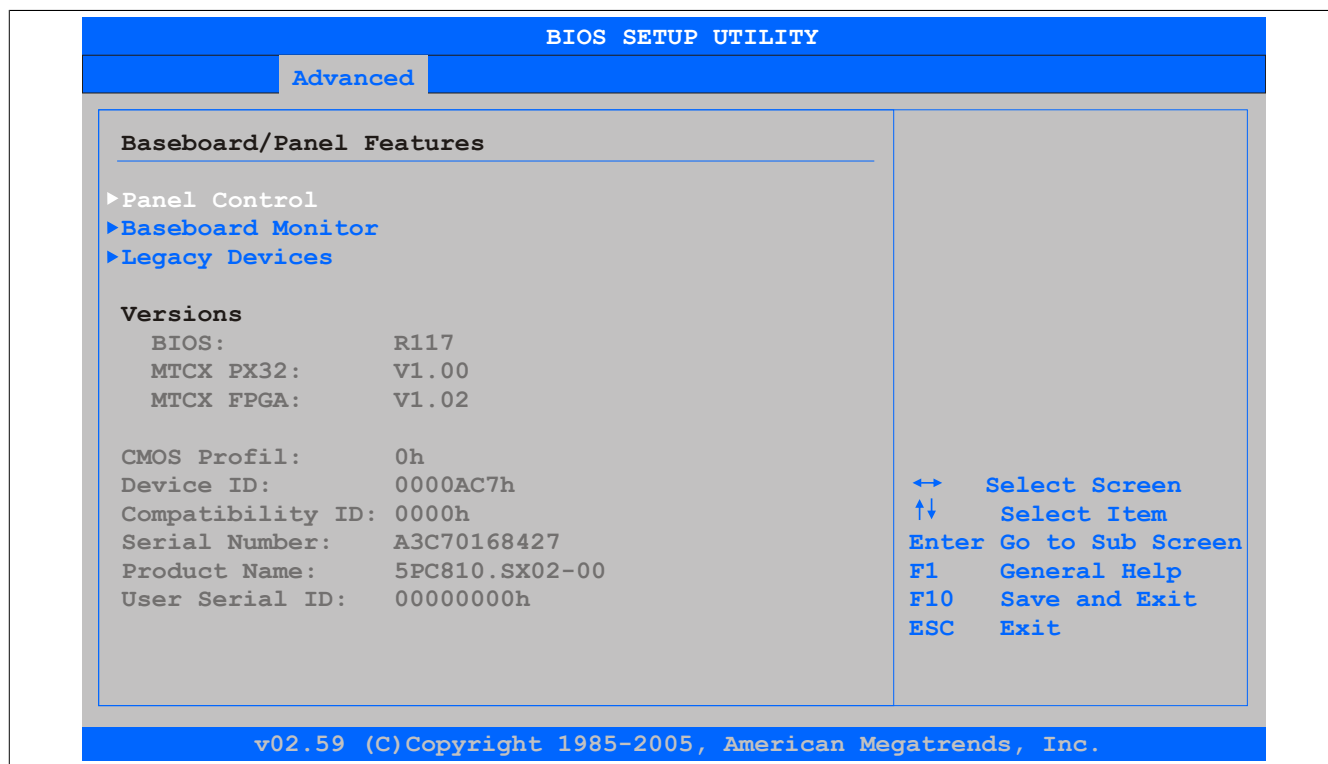 BIOS SETUP UTILITY
Advanced
Baseboard/Panel Features
▶Panel Control
▶Baseboard Monitor
▶Legacy Devices
Versions
BIOS: R117
MTCX PX32: V1.00
MTCX FPGA: V1.02
CMOS Profil: 0h
Device ID: 0000AC7h
Compatibility ID: 0000h
Serial Number: A3C70168427
Product Name: 5PC810.SX02-00
User Serial ID: 00000000h
↔ Select Screen
↑↓ Select Item
Enter Go to Sub Screen
F1 General Help
F10 Save and Exit
ESC Exit
v02.59 (C)Copyright 1985-2005, American Megatrends, Inc.